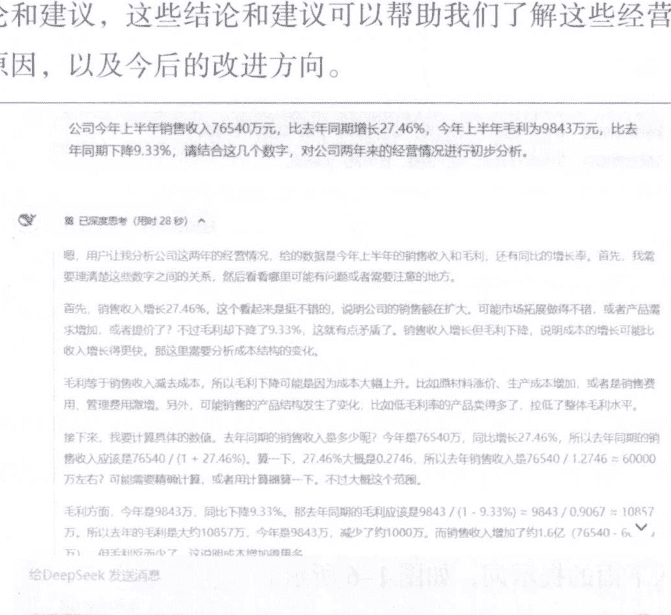 论和建议，这些结论和建议可以帮助我们了解这些经营
原因，以及今后的改进方向。
公司今年上半年销售收入76540万元，比去年同期增长27.46%，今年上半年毛利为9843万元，比去
年同期下降9.33%，请结合这几个数字，对公司两年来的经营情况进行初步分析。
已深度思考（用时 28 秒）
嗯，用户让我分析公司这两年的经营情况，给的数据是今年上半年的销售收入和毛利，还有同比的增长率。首先，我需
要理清楚这些数字之间的关系，然后看看哪里可能有问题或者需要注意的地方。
首先，销售收入增长27.46%，这个看起来是挺不错的，说明公司的销售额在扩大。可能市场拓展做得不错，或者产品需
求增加，或者提价了？不过毛利却下降了9.33%，这就有点矛盾了。销售收入增长但毛利下降，说明成本的增长可能比
收入增长得更快。那这里需要分析成本结构的变化。
毛利等于销售收入减去成本，所以毛利下降可能是因为成本大幅上升。比如原材料涨价、生产成本增加，或者是销售费
用、管理费用激增。另外，可能销售的产品结构发生了变化，比如低毛利率的产品卖得多了，拉低了整体毛利水平。
接下来，我要计算具体的数值。去年同期的销售收入是多少呢？今年是76540万，同比增长27.46%，所以去年同期的销
售收入应该是76540 / (1 + 27.46%)。算一下，27.46%大概是0.2746，所以去年销售收入是76540 / 1.2746 ≈ 60000
万左右？可能需要精确计算，或者用计算器算一下。不过大概这个范围。
毛利方面，今年是9843万，同比下降9.33%。那去年同期的毛利应该是9843 / (1 - 9.33%) ≈ 9843 / 0.9067 ≈ 10857
万。所以去年的毛利是大约10857万，今年是9843万，减少了约1000万。而销售收入增加了约1.6亿（76540 - 6
万），但毛利反而少了，这说明成本增加得更多
给DeepSeek 发送消息